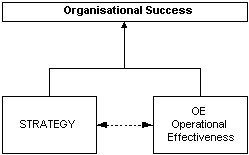 Organisational Success
STRATEGY
OE
Operational
Effectiveness